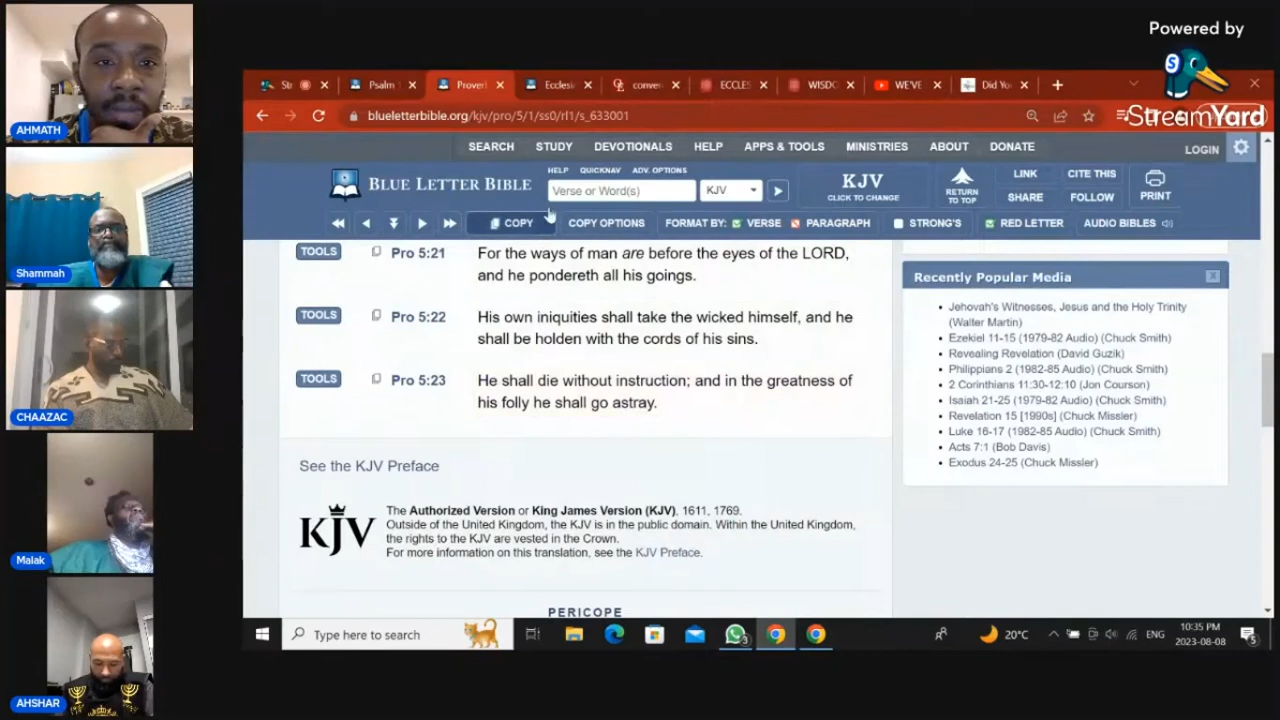 Powered by
StreamYard
AHMATH
Shammah
CHAAZAC
Malak
AHSHAR
Str
Psalm
Prover
Ecclesi
conver
ECCLES
WISDO
WE'VE
Did Yo
blueletterbible.org/kjv/pro/5/1/ss0/rl1/s_633001
SEARCH STUDY DEVOTIONALS HELP APPS & TOOLS MINISTRIES ABOUT DONATE LOGIN
BLUE LETTER BIBLE
HELP QUICKNAV ADV. OPTIONS
Verse or Word(s) KJV
KJV
CLICK TO CHANGE
RETURN
TO TOP
LINK CITE THIS
SHARE FOLLOW
PRINT
COPY COPY OPTIONS FORMAT BY: VERSE PARAGRAPH STRONG'S RED LETTER AUDIO BIBLES
TOOLS Pro 5:21 For the ways of man are before the eyes of the LORD,
and he pondereth all his goings.
TOOLS Pro 5:22 His own iniquities shall take the wicked himself, and he
shall be holden with the cords of his sins.
TOOLS Pro 5:23 He shall die without instruction; and in the greatness of
his folly he shall go astray.
See the KJV Preface
KJV
The Authorized Version or King James Version (KJV), 1611, 1769.
Outside of the United Kingdom, the KJV is in the public domain. Within the United Kingdom,
the rights to the KJV are vested in the Crown.
For more information on this translation, see the KJV Preface.
PERICOPE
Recently Popular Media
Jehovah's Witnesses, Jesus and the Holy Trinity
(Walter Martin)
Ezekiel 11-15 (1979-82 Audio) (Chuck Smith)
Revealing Revelation (David Guzik)
Philippians 2 (1982-85 Audio) (Chuck Smith)
2 Corinthians 11:30-12:10 (Jon Courson)
Isaiah 21-25 (1979-82 Audio) (Chuck Smith)
Revelation 15 [1990s] (Chuck Missler)
Luke 16-17 (1982-85 Audio) (Chuck Smith)
Acts 7:1 (Bob Davis)
Exodus 24-25 (Chuck Missler)
Type here to search
3
20°C
ENG
10:35 PM
2023-08-08
5